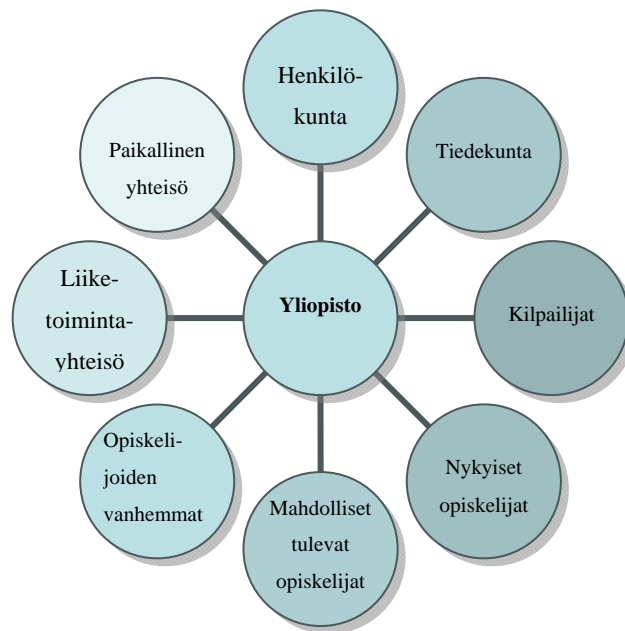 Henkilö-
kunta
Tiedekunta
Kilpailijat
Nykyiset
opiskelijat
Mahdolliset
tulevat
opiskelijat
Opiskeli-
joiden
vanhemmat
Liike-
toiminta-
yhteisö
Paikallinen
yhteisö
Yliopisto